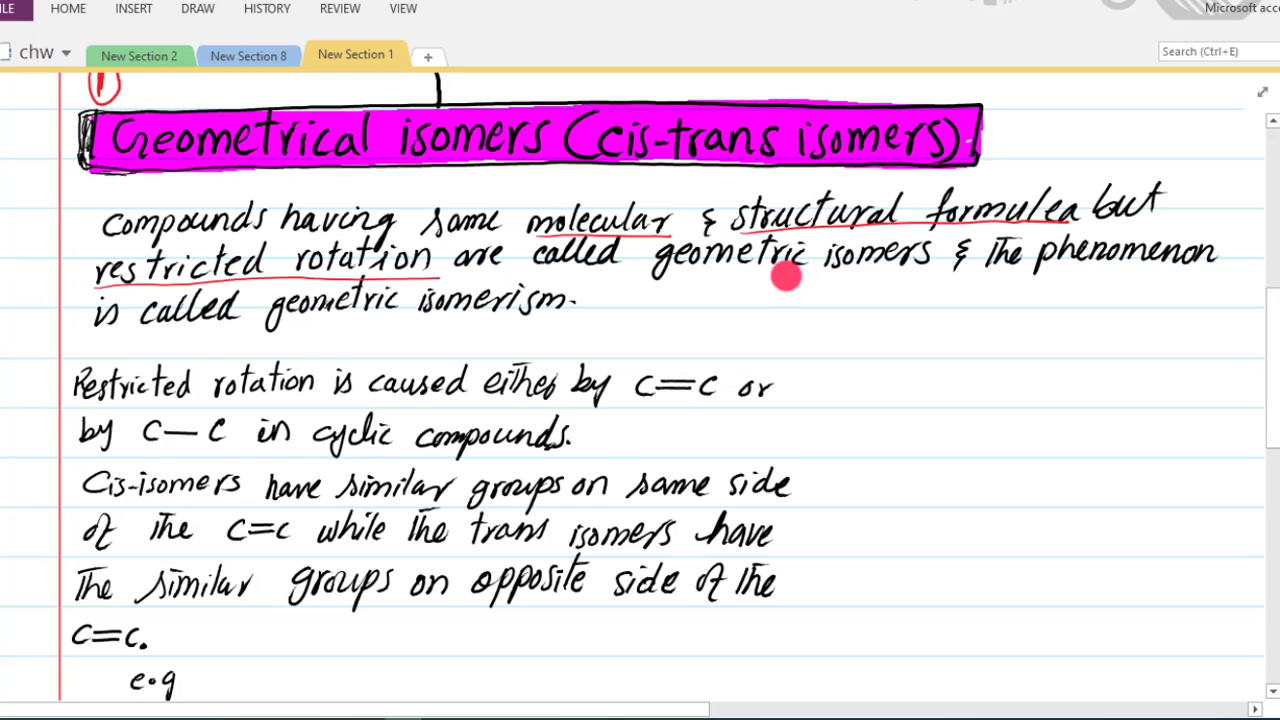 HOME INSERT DRAW HISTORY REVIEW VIEW
chw New Section 2 New Section 8 New Section 1 + Search (Ctrl+E)
1
Geometrical isomers (cis-trans isomers):
compounds having same molecular & structural formulea but
restricted rotation are called geometric isomers & the phenomenon
is called geometric isomerism.
Restricted rotation is caused either by C=C or
by C—C in cyclic compounds.
Cis-isomers have similar groups on same side
of the C=C while the trans isomers have
the similar groups on opposite side of the
C=C.
e.g